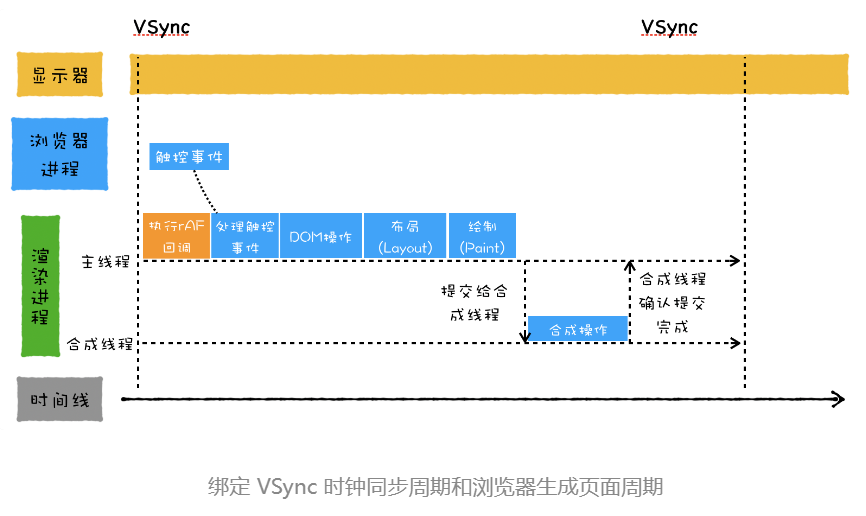 VSync
VSync
显示器
浏览器
进程
触控事件
渲染进程
执行rAF
回调
处理触控
事件
DOM操作
布局
(Layout)
绘制
(Paint)
主线程
提交给合
成线程
合成线程
确认提交
完成
合成操作
合成线程
时间线
绑定 VSync 时钟同步周期和浏览器生成页面周期